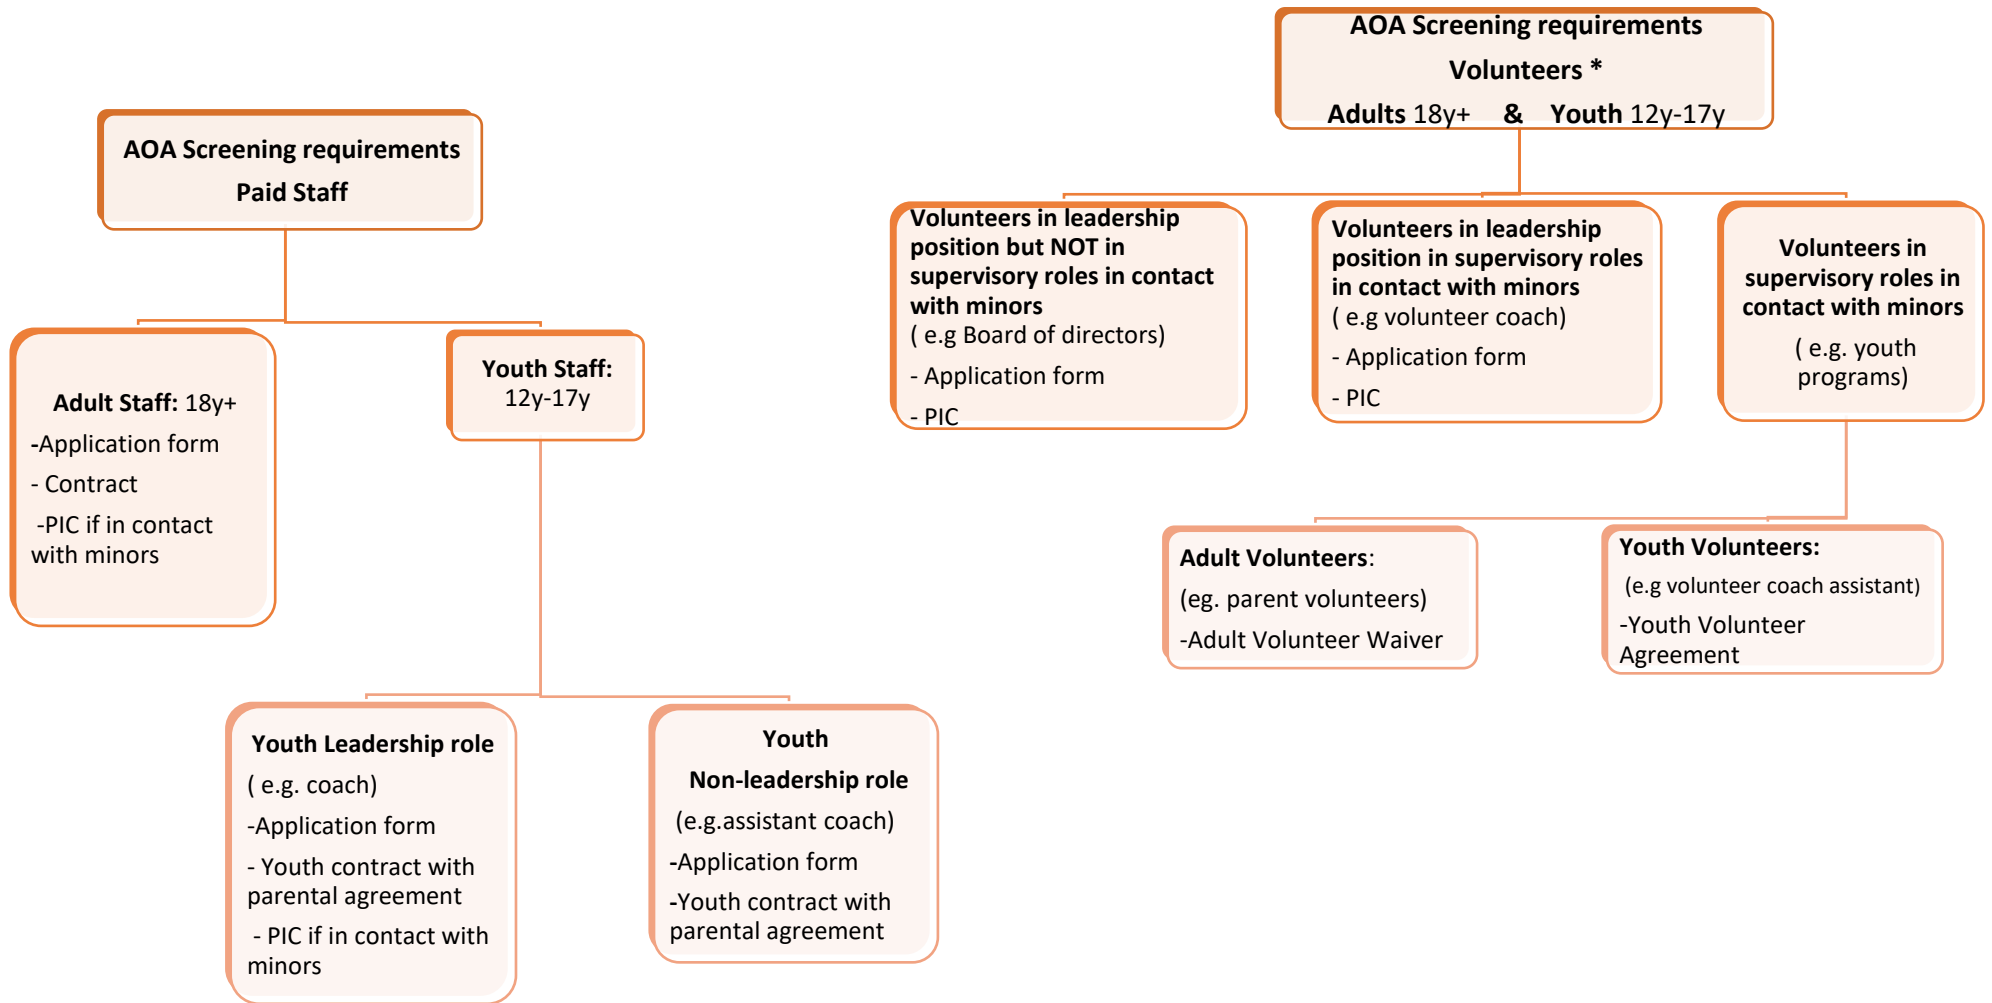 AOA Screening requirements
Paid Staff
Adult Staff: 18y+
-Application form
- Contract
-PIC if in contact
with minors
Youth Staff:
12y-17y
Youth Leadership role
( e.g. coach)
-Application form
- Youth contract with
parental agreement
- PIC if in contact with
minors
Youth
Non-leadership role
(e.g.assistant coach)
-Application form
-Youth contract with
parental agreement
AOA Screening requirements
Volunteers *
Adults 18y+ & Youth 12y-17y
Volunteers in leadership
position but NOT in
supervisory roles in contact
with minors
( e.g Board of directors)
- Application form
- PIC
Volunteers in leadership
position in supervisory roles
in contact with minors
( e.g volunteer coach)
- Application form
- PIC
Volunteers in
supervisory roles in
contact with minors
( e.g. youth
programs)
Adult Volunteers:
(eg. parent volunteers)
-Adult Volunteer Waiver
Youth Volunteers:
(e.g volunteer coach assistant)
-Youth Volunteer
Agreement